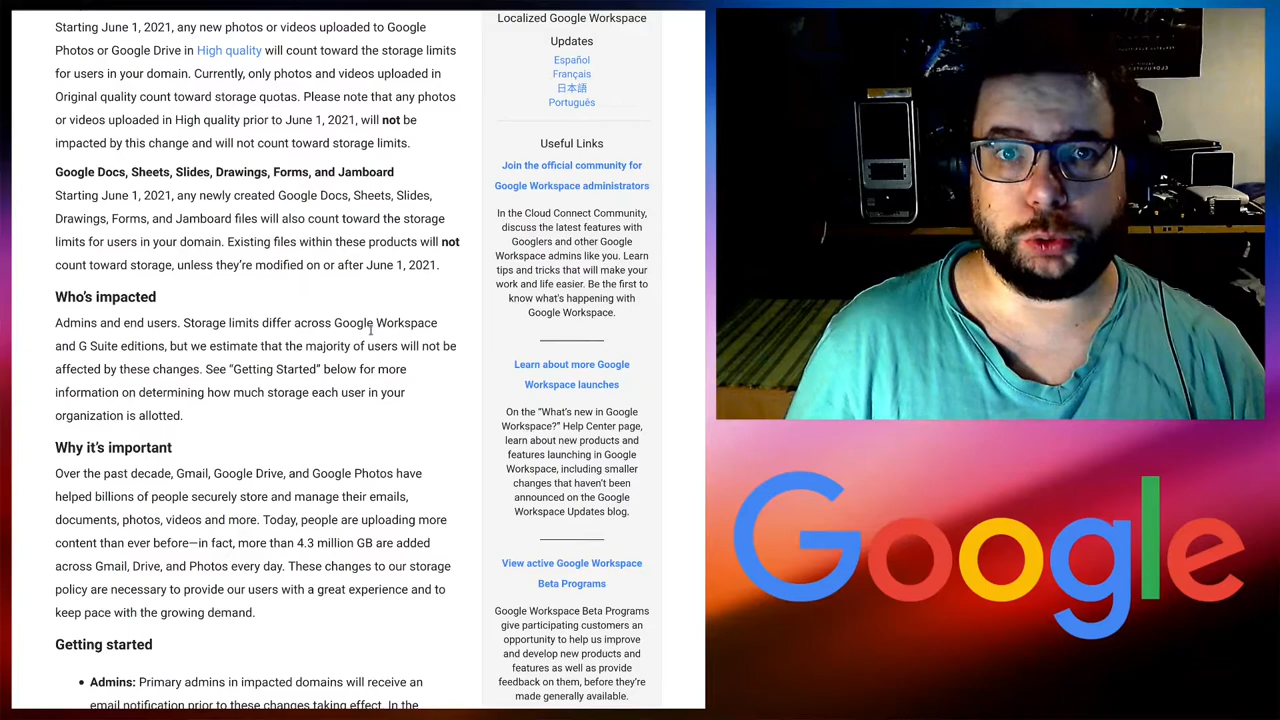 Starting June 1, 2021, any new photos or videos uploaded to Google
Photos or Google Drive in High quality will count toward the storage limits
for users in your domain. Currently, only photos and videos uploaded in
Original quality count toward storage quotas. Please note that any photos
or videos uploaded in High quality prior to June 1, 2021, will not be
impacted by this change and will not count toward storage limits.
Google Docs, Sheets, Slides, Drawings, Forms, and Jamboard
Starting June 1, 2021, any newly created Google Docs, Sheets, Slides,
Drawings, Forms, and Jamboard files will also count toward the storage
limits for users in your domain. Existing files within these products will not
count toward storage, unless they're modified on or after June 1, 2021.
Who's impacted
Admins and end users. Storage limits differ across Google Workspace
and G Suite editions, but we estimate that the majority of users will not be
affected by these changes. See “Getting Started” below for more
information on determining how much storage each user in your
organization is allotted.
Why it's important
Over the past decade, Gmail, Google Drive, and Google Photos have
helped billions of people securely store and manage their emails,
documents, photos, videos and more. Today, people are uploading more
content than ever before—in fact, more than 4.3 million GB are added
across Gmail, Drive, and Photos every day. These changes to our storage
policy are necessary to provide our users with a great experience and to
keep pace with the growing demand.
Getting started
• Admins: Primary admins in impacted domains will receive an
email notification prior to these changes taking effect. In the
Localized Google Workspace
Updates
Español
Français
日本語
Português
Useful Links
Join the official community for
Google Workspace administrators
In the Cloud Connect Community,
discuss the latest features with
Googlers and other Google
Workspace admins like you. Learn
tips and tricks that will make your
work and life easier. Be the first to
know what's happening with
Google Workspace.
Learn about more Google
Workspace launches
On the “What's new in Google
Workspace?” Help Center page,
learn about new products and
features launching in Google
Workspace, including smaller
changes that haven't been
announced on the Google
Workspace Updates blog.
View active Google Workspace
Beta Programs
Google Workspace Beta Programs
give participating customers an
opportunity to help us improve
and develop new products and
features as well as provide
feedback on them, before they're
made generally available.
Google